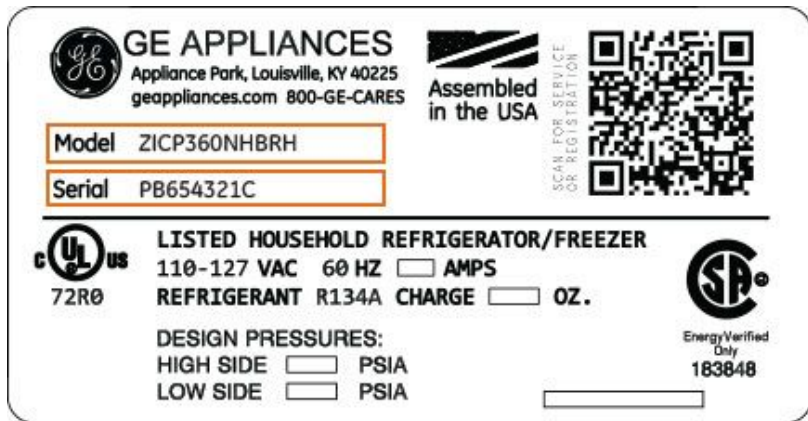 GE APPLIANCES
Appliance Park, Louisville, KY 40225
geappliances.com 800-GE-CARES
Assembled
in the USA
SCAN FOR SERVICE
OR REGISTRATION
Model ZICP360NHBRH
Serial PB654321C
C UL US
72R0
LISTED HOUSEHOLD REFRIGERATOR/FREEZER
110-127 VAC 60 HZ AMPS
REFRIGERANT R134A CHARGE OZ.
DESIGN PRESSURES:
HIGH SIDE PSIA
LOW SIDE PSIA
SA
EnergyVerified
Only
183848